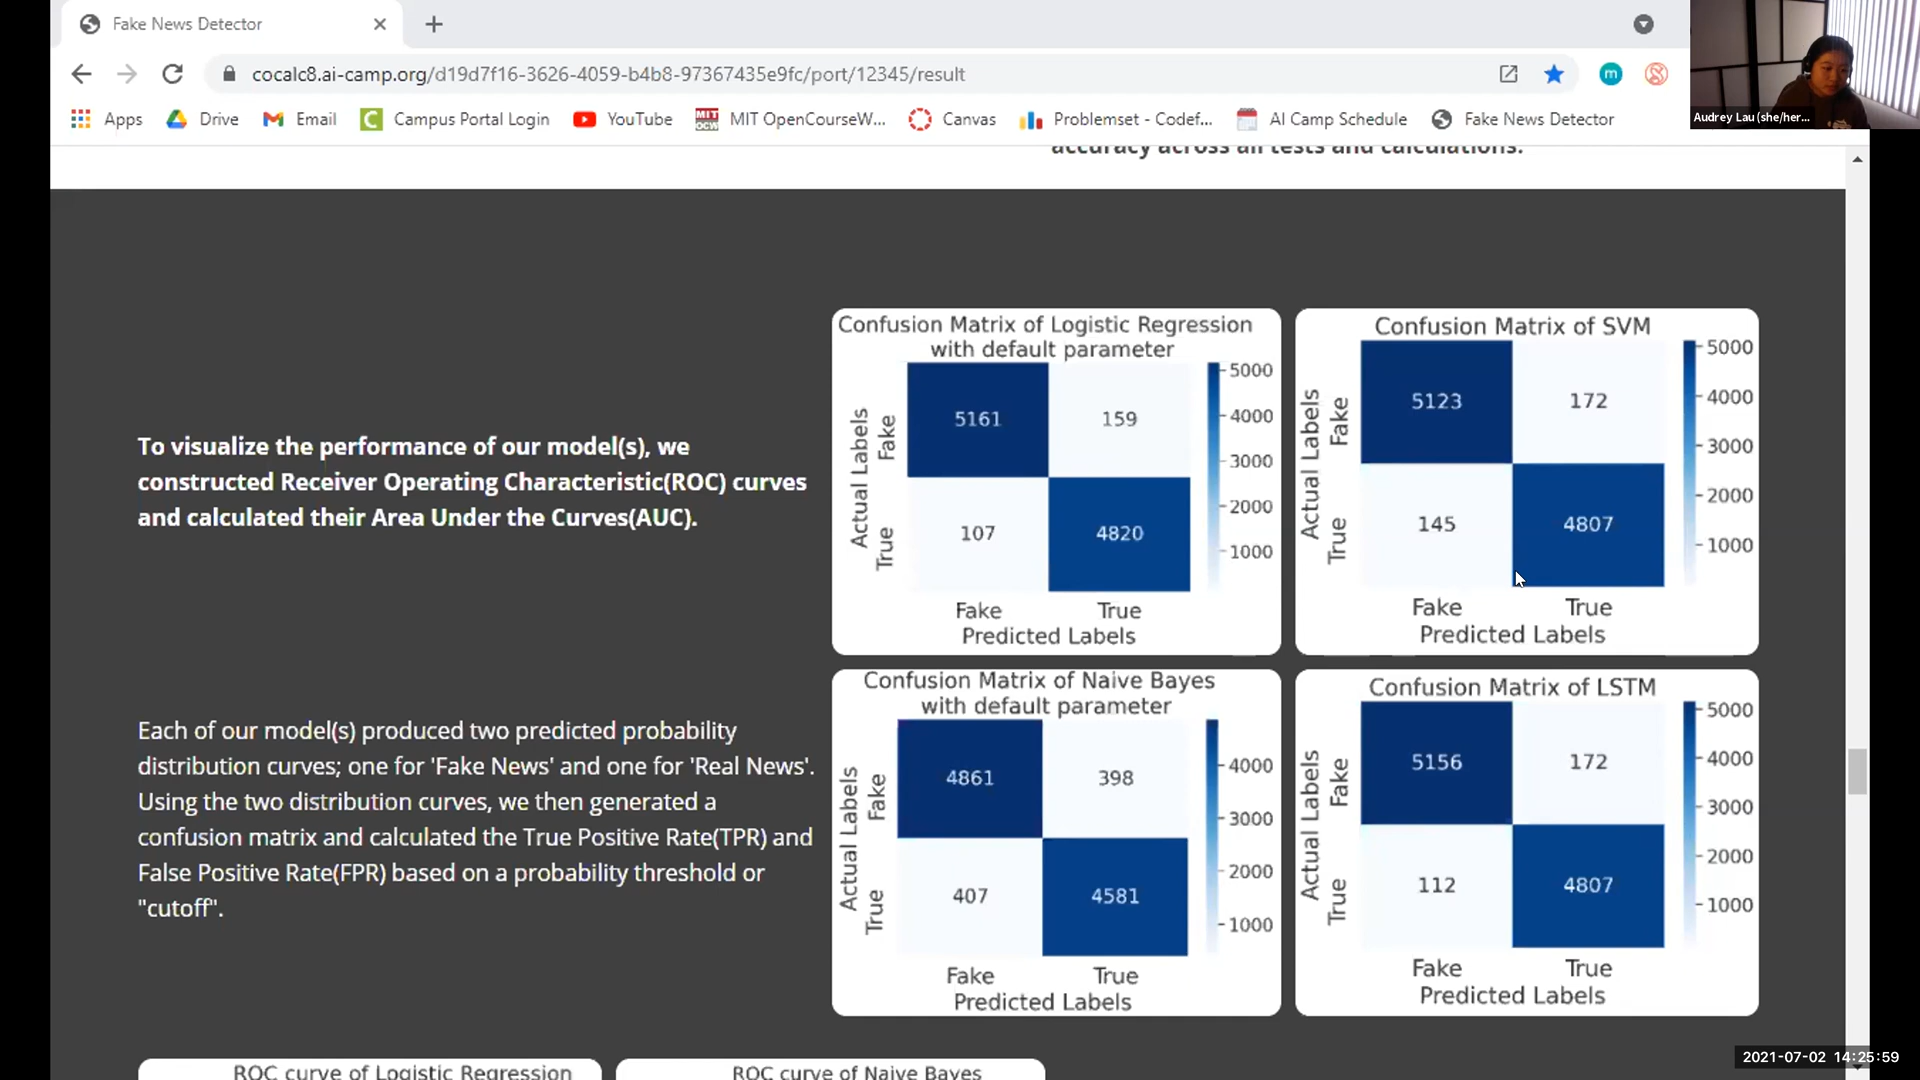 Fake News Detector
cocalc8.ai-camp.org/d19d7f16-3626-4059-b4b8-97367435e9fc/port/12345/result
m
Audrey Lau (she/her...
Apps Drive Email Campus Portal Login YouTube MIT OpenCourseW... Canvas Problemset - Codef... AI Camp Schedule Fake News Detector
accuracy across all tests and calculations.
To visualize the performance of our model(s), we
constructed Receiver Operating Characteristic(ROC) curves
and calculated their Area Under the Curves(AUC).
Each of our model(s) produced two predicted probability
distribution curves; one for 'Fake News' and one for 'Real News'.
Using the two distribution curves, we then generated a
confusion matrix and calculated the True Positive Rate(TPR) and
False Positive Rate(FPR) based on a probability threshold or
"cutoff".
Confusion Matrix of Logistic Regression
with default parameter
Actual Labels
Fake
True
5161 159
107 4820
5000
4000
3000
2000
1000
Fake True
Predicted Labels
Confusion Matrix of SVM
Actual Labels
Fake
True
5123 172
145 4807
5000
4000
3000
2000
1000
Fake True
Predicted Labels
Confusion Matrix of Naive Bayes
with default parameter
Actual Labels
Fake
True
4861 398
407 4581
4000
3000
2000
1000
Fake True
Predicted Labels
Confusion Matrix of LSTM
Actual Labels
Fake
True
5156 172
112 4807
5000
4000
3000
2000
1000
Fake True
Predicted Labels
ROC curve of Logistic Regression
ROC curve of Naive Bayes
2021-07-02 14:25:59